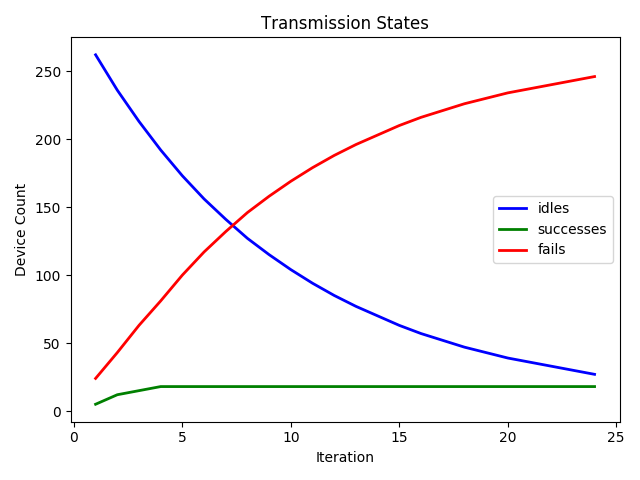 Transmission States
Device Count
250
200
150
100
50
0
idles
successes
fails
0 5 10 15 20 25
Iteration